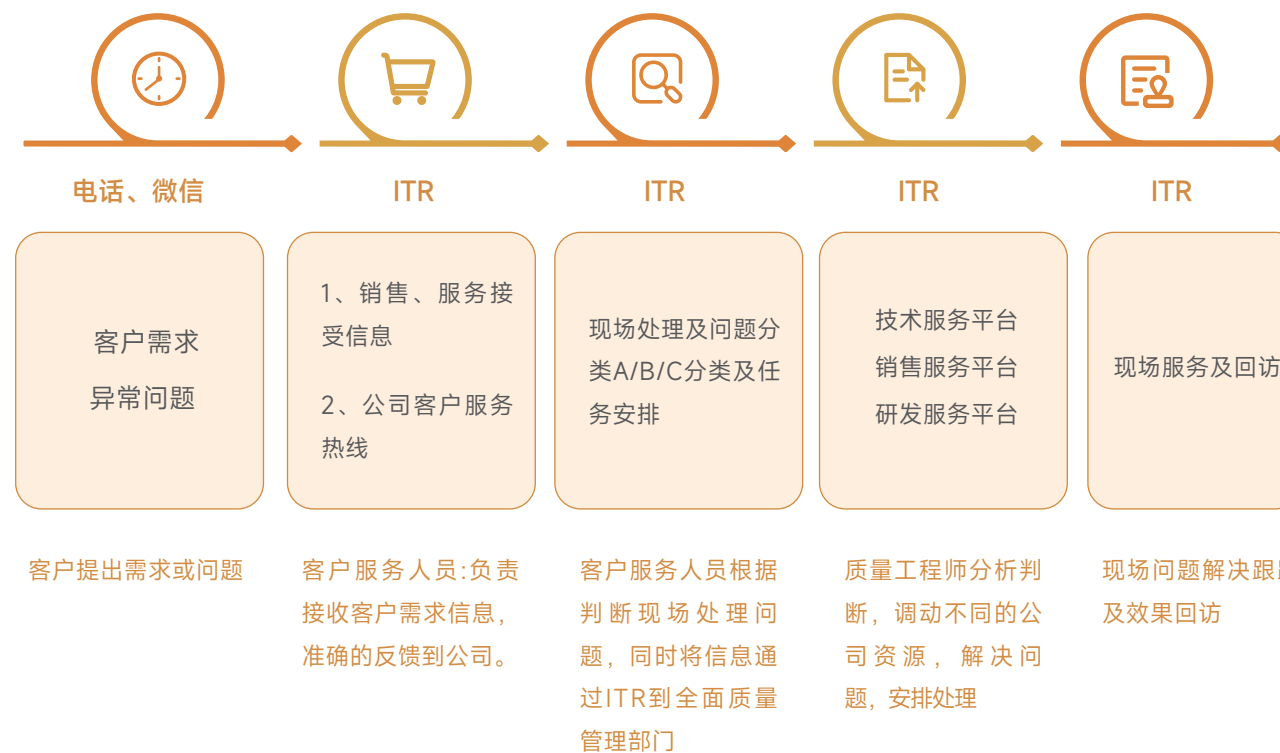 电话、微信
ITR
ITR
ITR
ITR
客户需求
异常问题
1、销售、服务接
受信息
2、公司客户服务
热线
现场处理及问题分
类A/B/C分类及任
务安排
技术服务平台
销售服务平台
研发服务平台
现场服务及回访
客户提出需求或问题
客户服务人员:负责
接收客户需求信息,
准确的反馈到公司。
客户服务人员根据
判断现场处理问
题，同时将信息通
过ITR到全面质量
管理部门
质量工程师分析判
断，调动不同的公
司资源，解决问
题，安排处理
现场问题解决跟
及效果回访